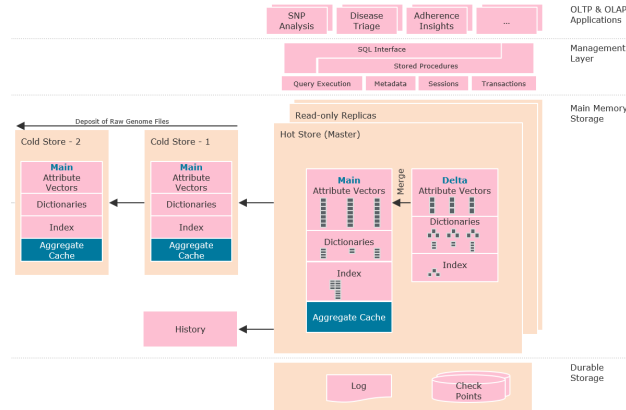 SNP
Analysis
Disease
Triage
Adherence
Insights
...
OLTP & OLAP
Applications
SQL Interface
Stored Procedures
Query Execution
Metadata
Sessions
Transactions
Management
Layer
Main Memory
Storage
Deposit of Raw Genome Files
Read-only Replicas
Hot Store (Master)
Cold Store - 2
Main
Attribute
Vectors
Dictionaries
Index
Aggregate
Cache
Cold Store - 1
Main
Attribute
Vectors
Dictionaries
Index
Aggregate
Cache
Main
Attribute Vectors
Dictionaries
Index
Aggregate Cache
Merge
Delta
Attribute Vectors
Dictionaries
Index
History
Log
Check
Points
Durable
Storage